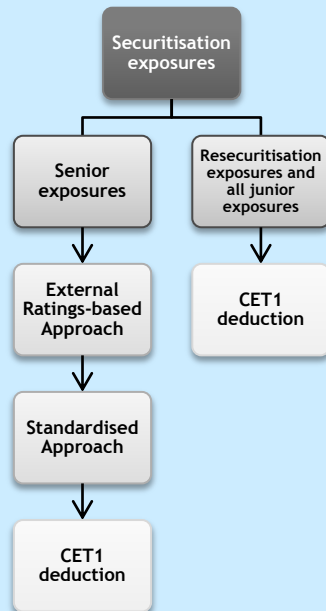 Securitisation
exposures
Senior
exposures
Resecuritisation
exposures and
all junior
exposures
External
Ratings-based
Approach
CET1
deduction
Standardised
Approach
CET1
deduction